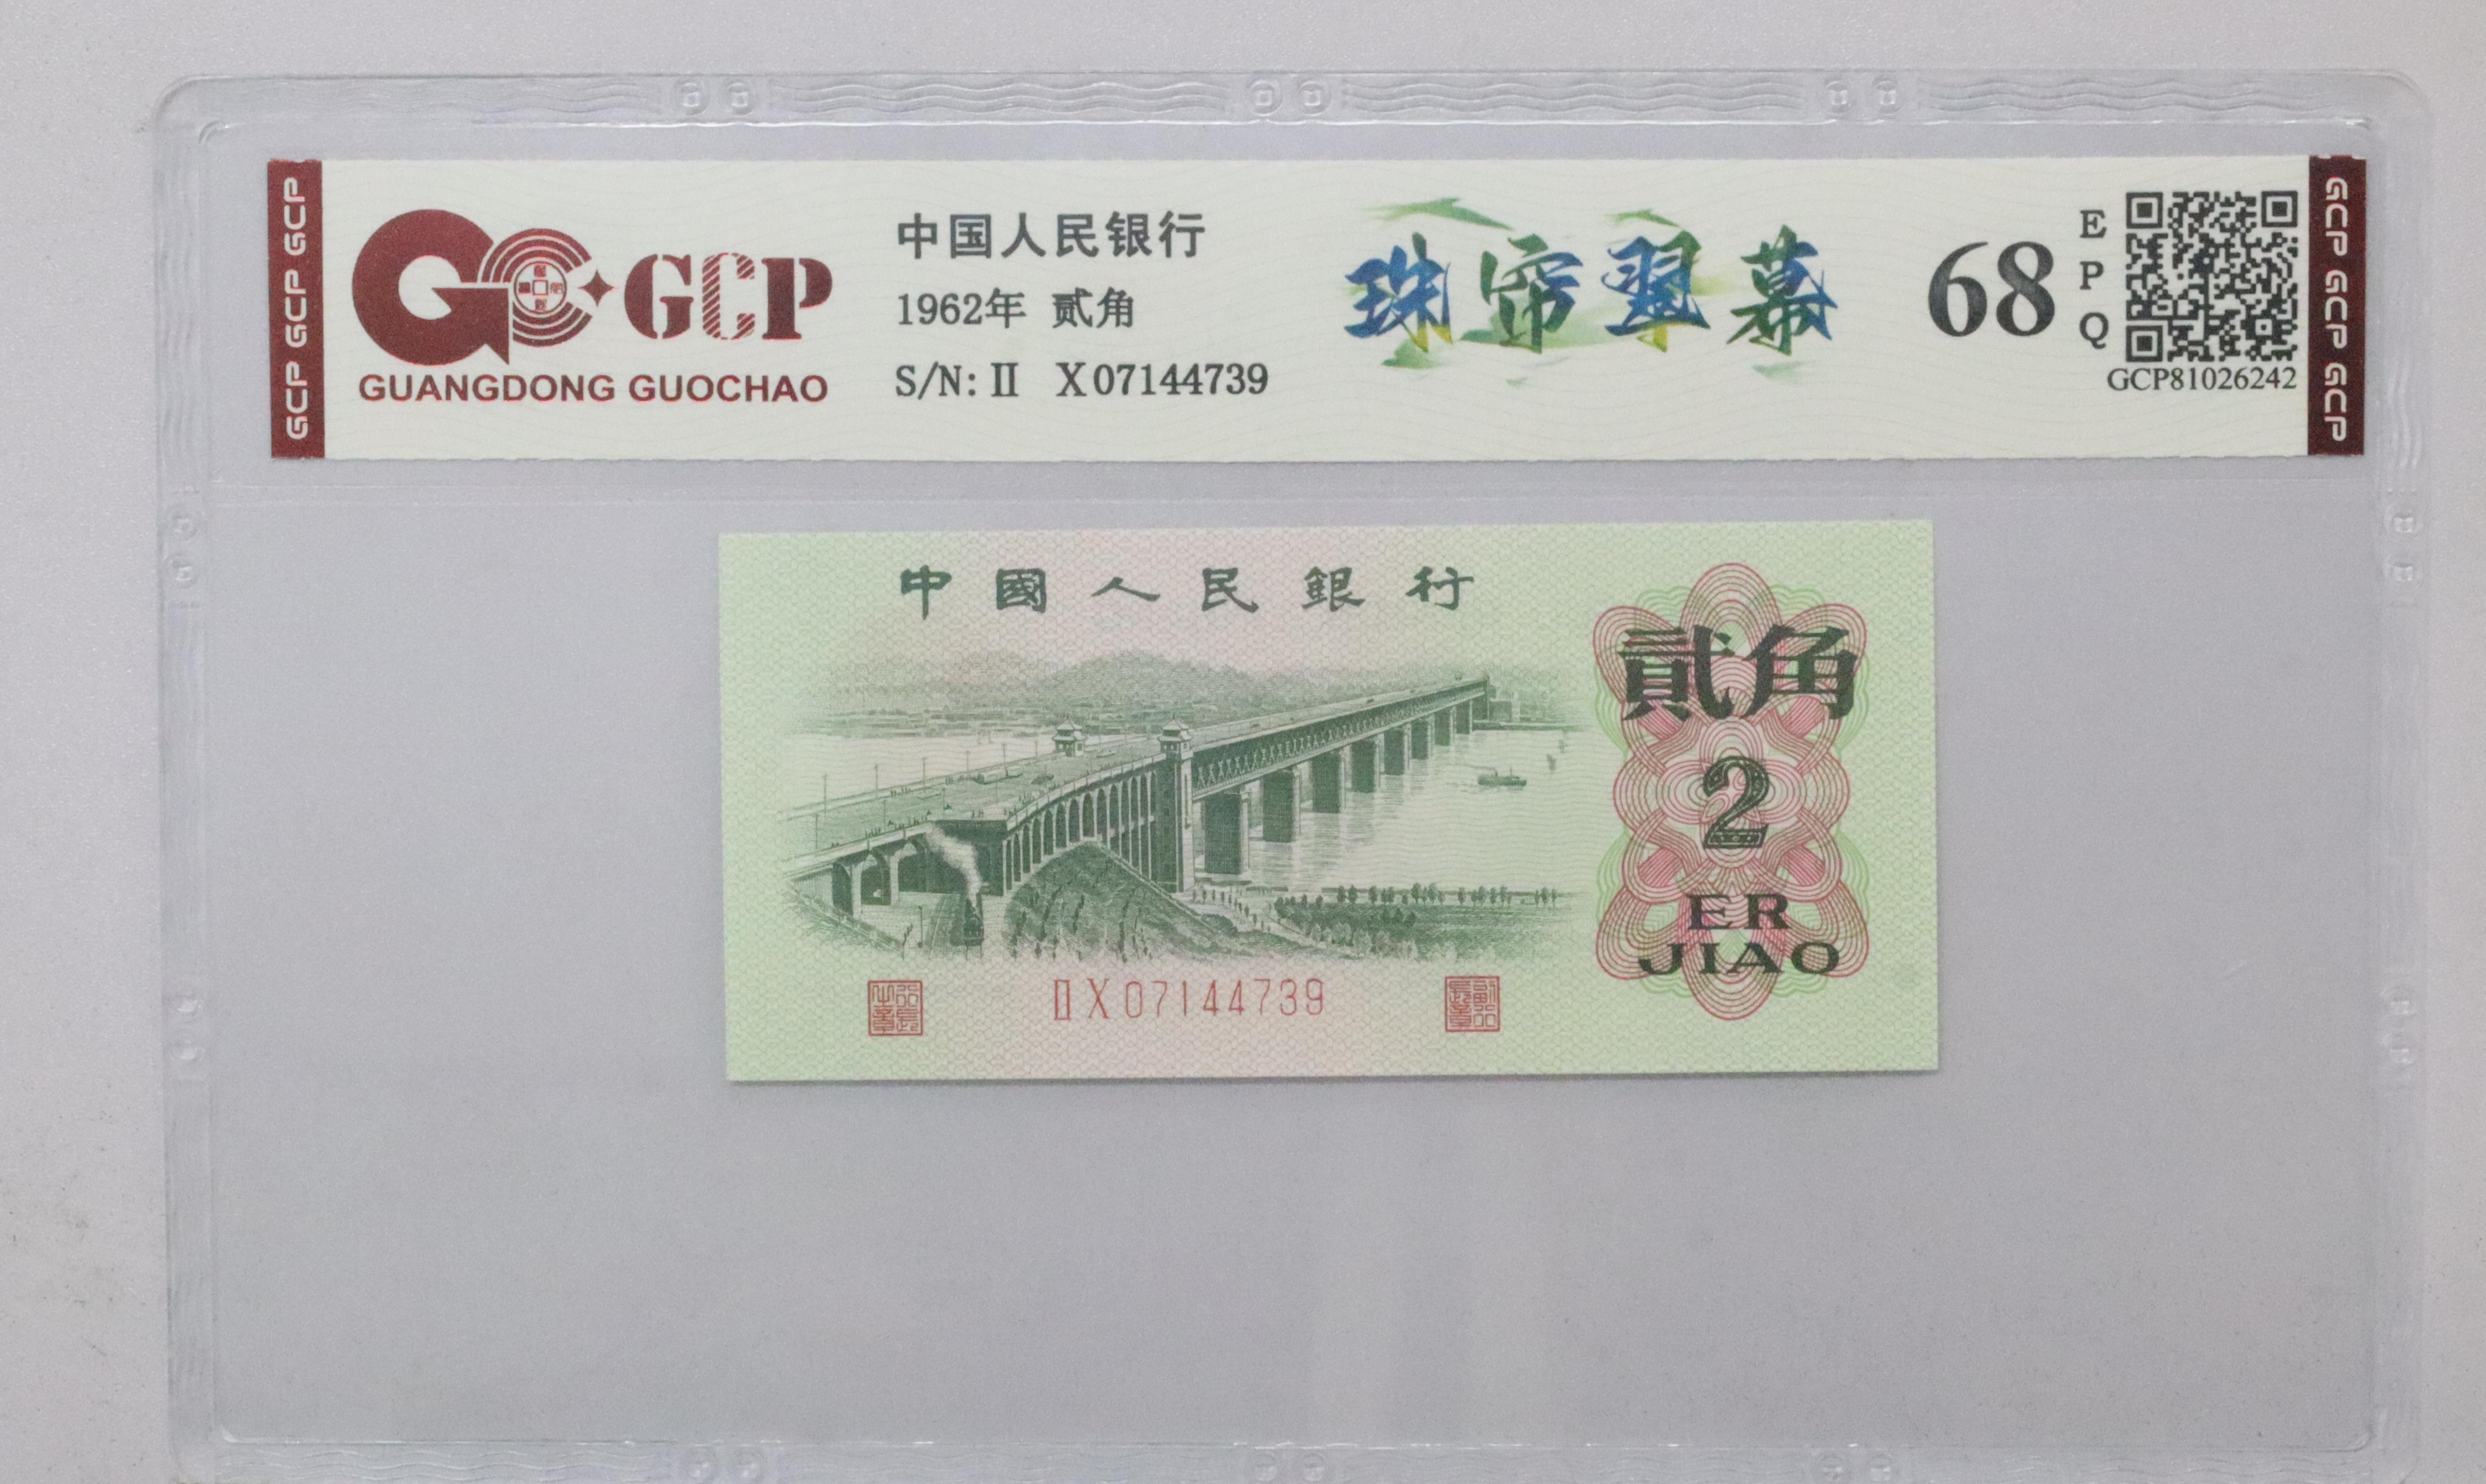 GCP GCP GCP
GCP
GUANGDONG GUOCHAO
中国人民银行
1962年 贰角
S/N: II X07144739
珠帘翠幕
68
EPQ
GCP81026242
GCP GCP GCP
中國人民銀行
貳角
2
ER
JIAO
II X07144739